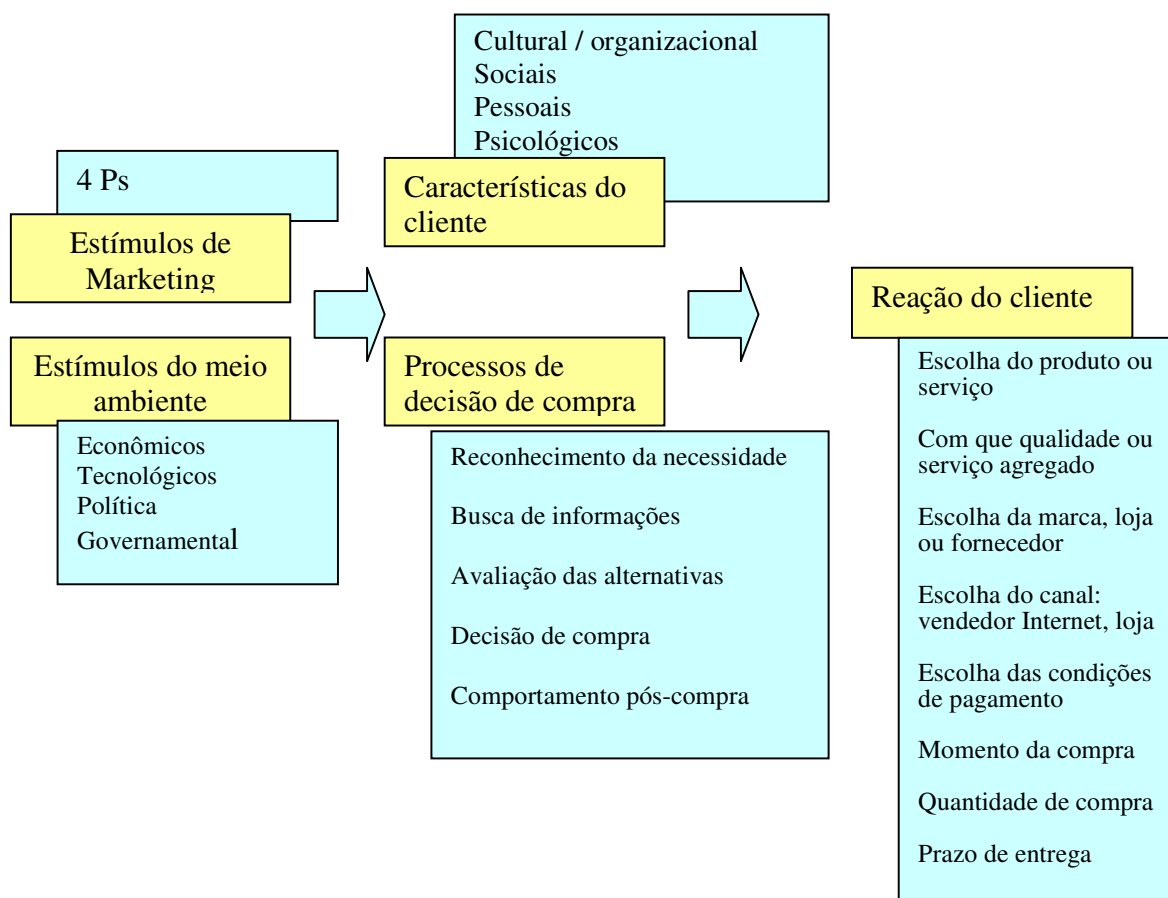 4 Ps
Estímulos de
Marketing
Estímulos do meio
ambiente
Econômicos
Tecnológicos
Política
Governamental
Cultural / organizacional
Sociais
Pessoais
Psicológicos
Características do
cliente
Processos de
decisão de compra
Reconhecimento da necessidade
Busca de informações
Avaliação das alternativas
Decisão de compra
Comportamento pós-compra
Reação do cliente
Escolha do produto ou
serviço
Com que qualidade ou
serviço agregado
Escolha da marca, loja
ou fornecedor
Escolha do canal:
vendedor Internet, loja
Escolha das condições
de pagamento
Momento da compra
Quantidade de compra
Prazo de entrega